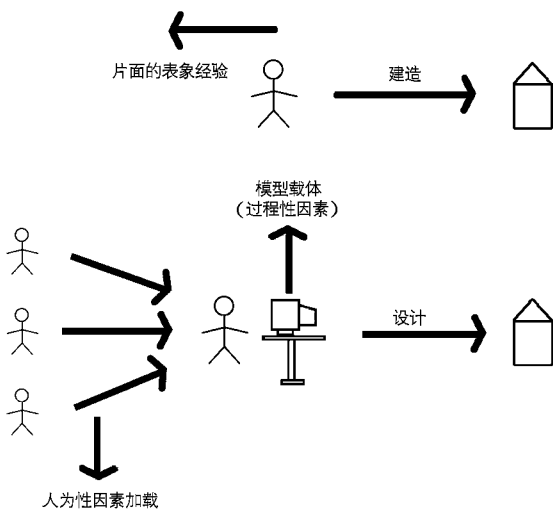 片面的表象经验
建造
模型载体
(过程性因素)
设计
人为性因素加载